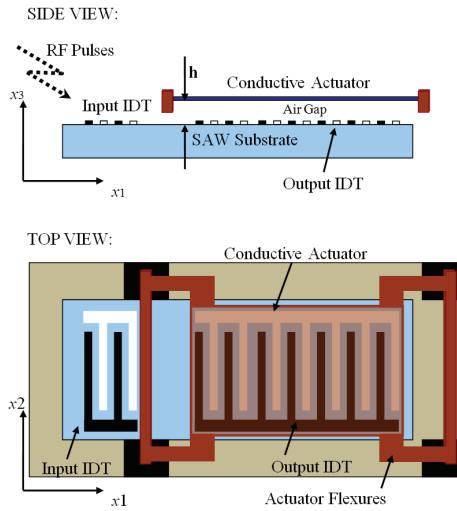 SIDE VIEW:
RF Pulses
h
Conductive Actuator
x3
Input IDT
Air Gap
SAW Substrate
Output IDT
x1
TOP VIEW:
Conductive Actuator
x2
Input IDT
Output IDT
x1
Actuator Flexures